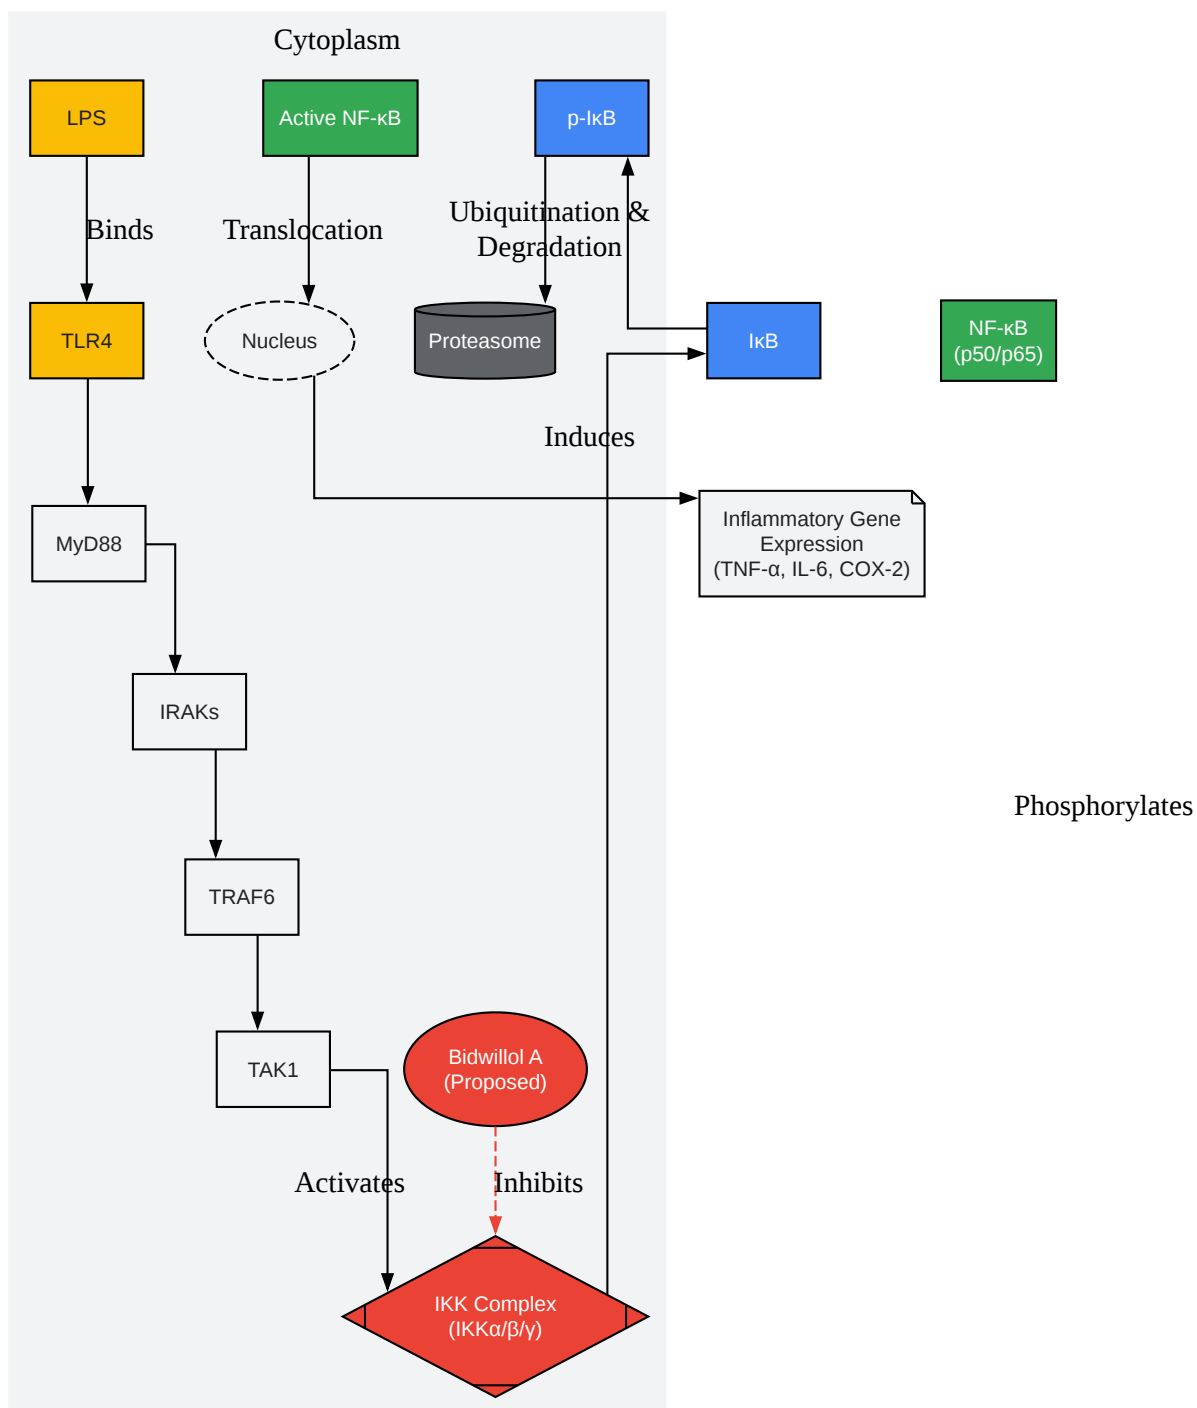 Cytoplasm
LPS
Active NF-κB
p-IκB
Binds
Translocation
Ubiquitination &
Degradation
TLR4
Nucleus
Proteasome
IκB
NF-κB
(p50/p65)
Induces
MyD88
Inflammatory Gene
Expression
(TNF-α, IL-6, COX-2)
IRAKs
Phosphorylates
TRAF6
TAK1
Bidwillol A
(Proposed)
Activates
Inhibits
IKK Complex
(IKKα/β/γ)